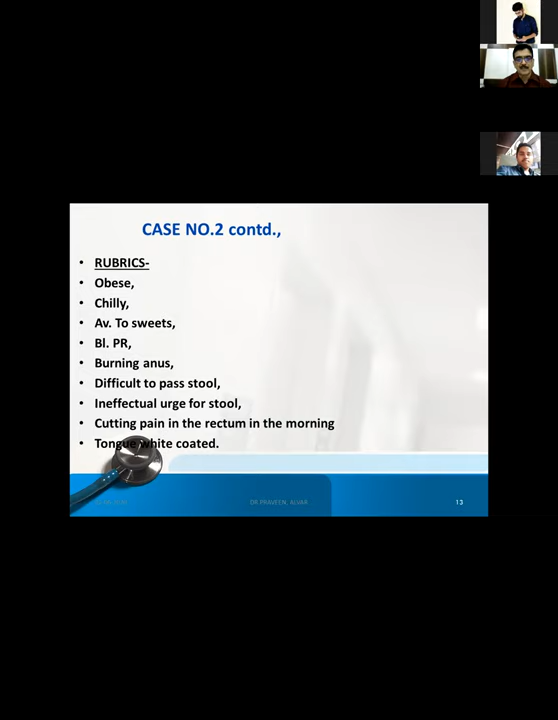 CASE NO.2 contd.,
• RUBRICS-
• Obese,
• Chilly,
• Av. To sweets,
• Bl. PR,
• Burning anus,
• Difficult to pass stool,
• Ineffectual urge for stool,
• Cutting pain in the rectum in the morning
• Tongue white coated.
DR PRAVEEN, ALVAR
13